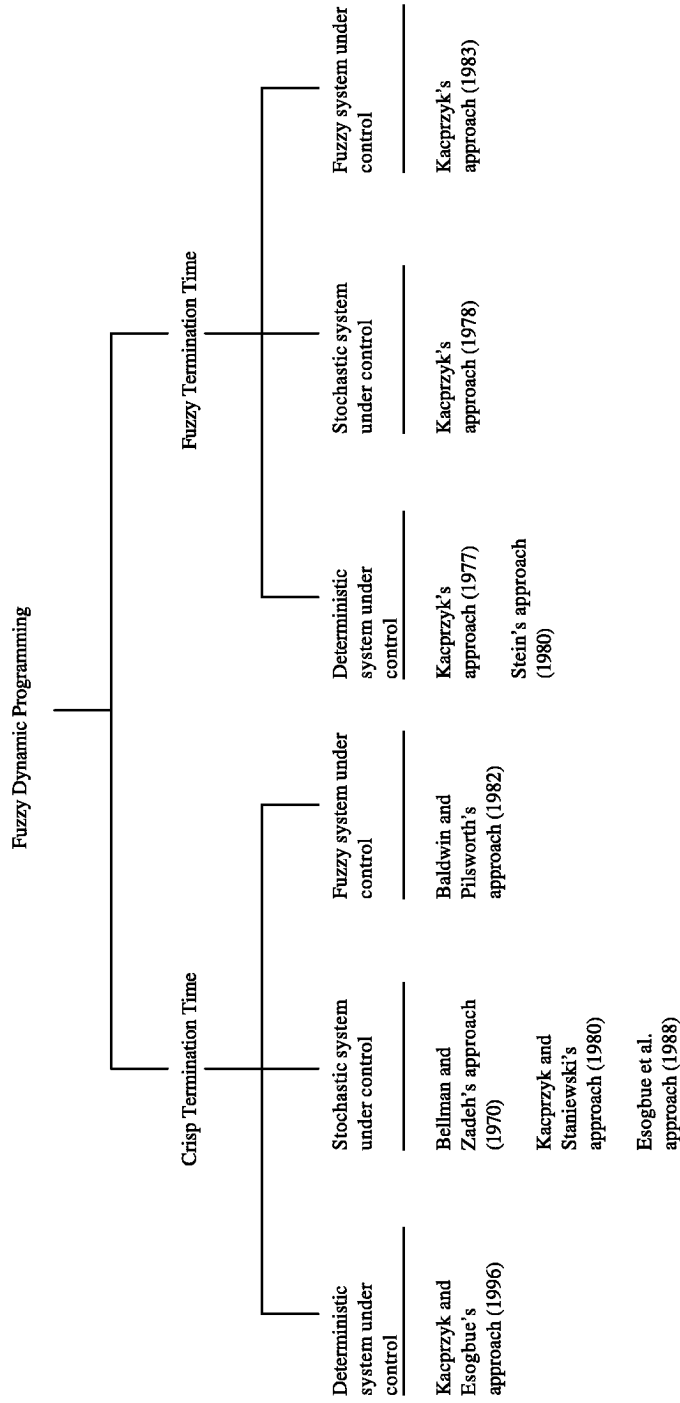 Fuzzy Dynamic Programming
Crisp Termination Time
Deterministic
system under
control
Kacprzyk and
Esogbue's
approach (1996)
Stochastic system
under control
Bellman and
Zadeh's approach
(1970)
Kacprzyk and
Staniewski's
approach (1980)
Esogbue et al.
approach (1988)
Fuzzy system under
control
Baldwin and
Pilsworth's
approach (1982)
Fuzzy Termination Time
Deterministic
system under
control
Kacprzyk's
approach (1977)
Stein's approach
(1980)
Stochastic system
under control
Kacprzyk's
approach (1978)
Fuzzy system under
control
Kacprzyk's
approach (1983)